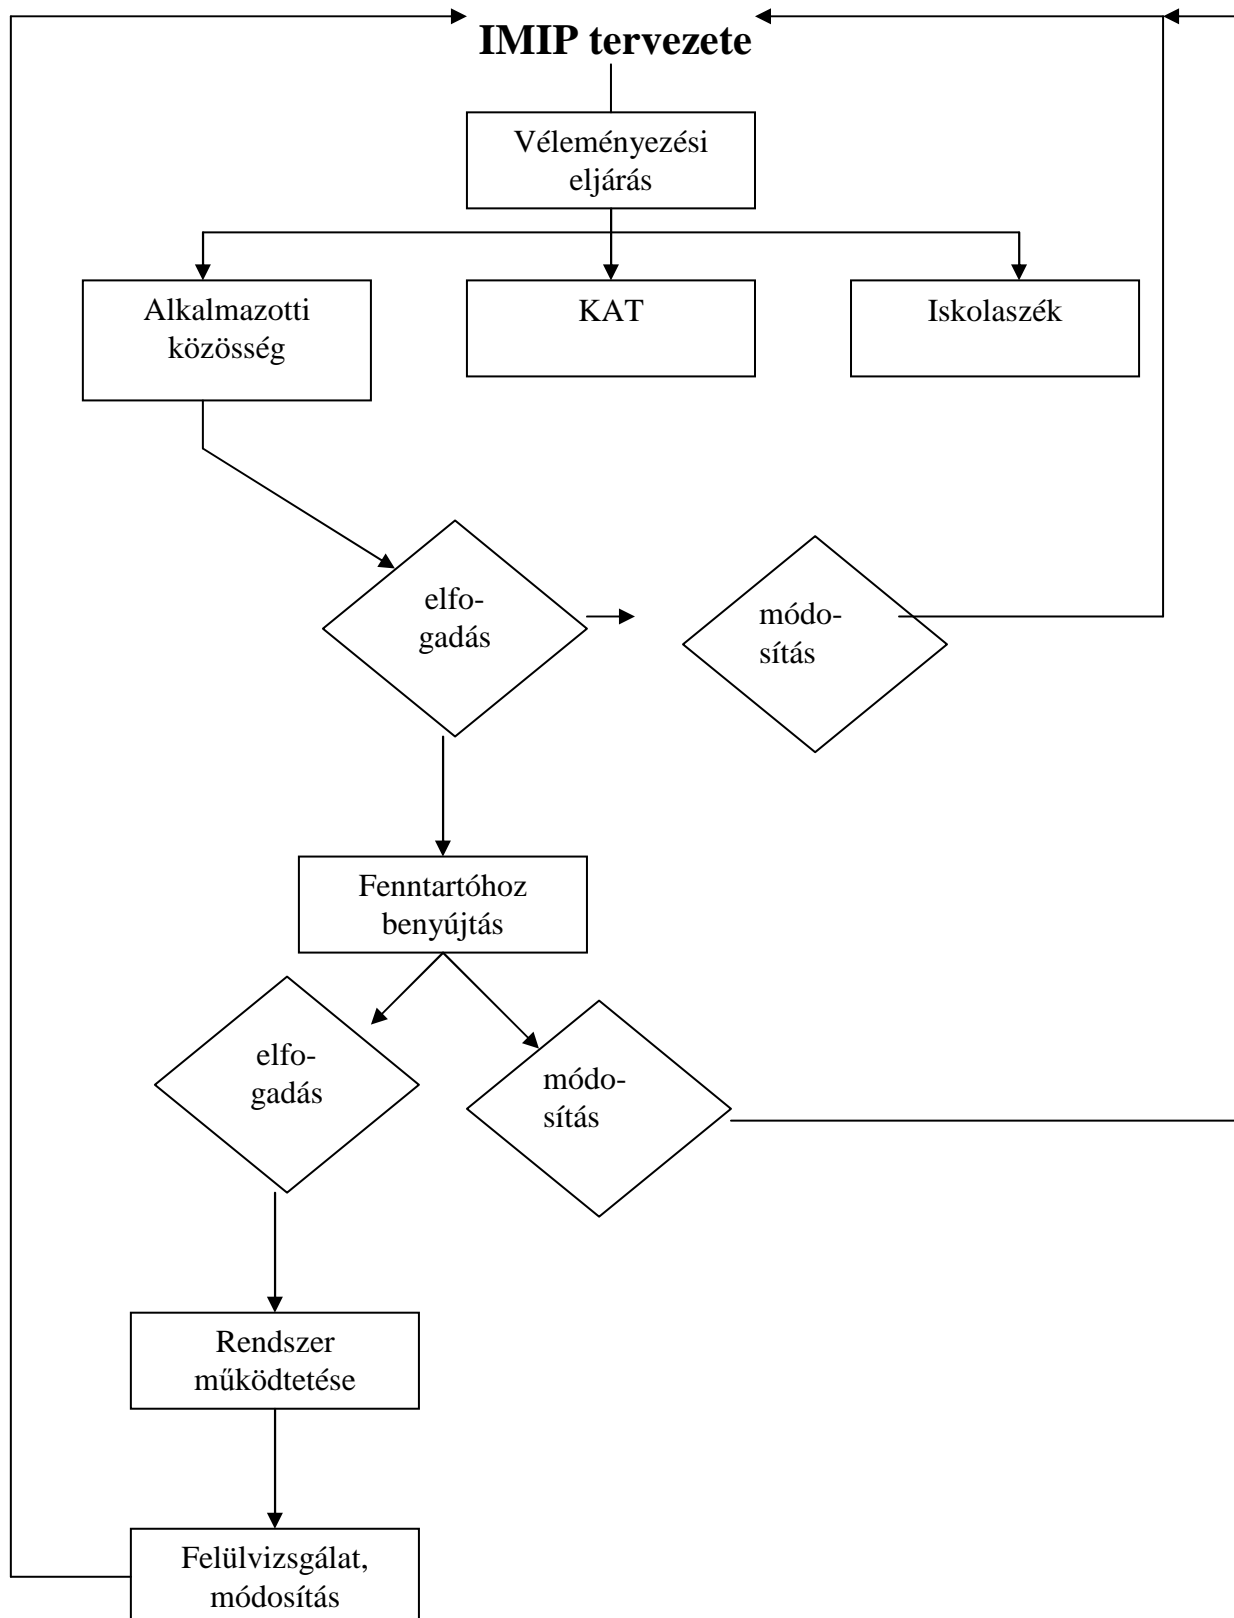 IMIP tervezete
Véleményezési
eljárás
Alkalmazotti
közösség
KAT
Iskolaszék
elfo-
gadás
módo-
sítás
Fenntartóhoz
benyújtás
elfo-
gadás
módo-
sítás
Rendszer
működtetése
Felülvizsgálat,
módosítás